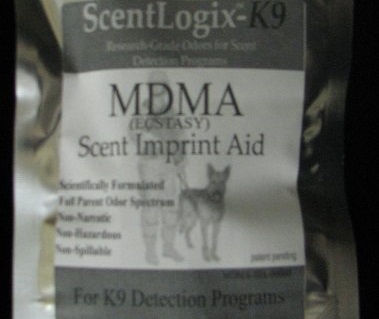 ScentLogix™-K9
Research-Grade Odors for Scent
Detection Programs
MDMA
(ECSTASY)
Scent Imprint Aid
Scientifically Formulated
Full Parent Odor Spectrum
Non-Narcotic
Non-Hazardous
Non-Spillable
patent pending
For K9 Detection Programs